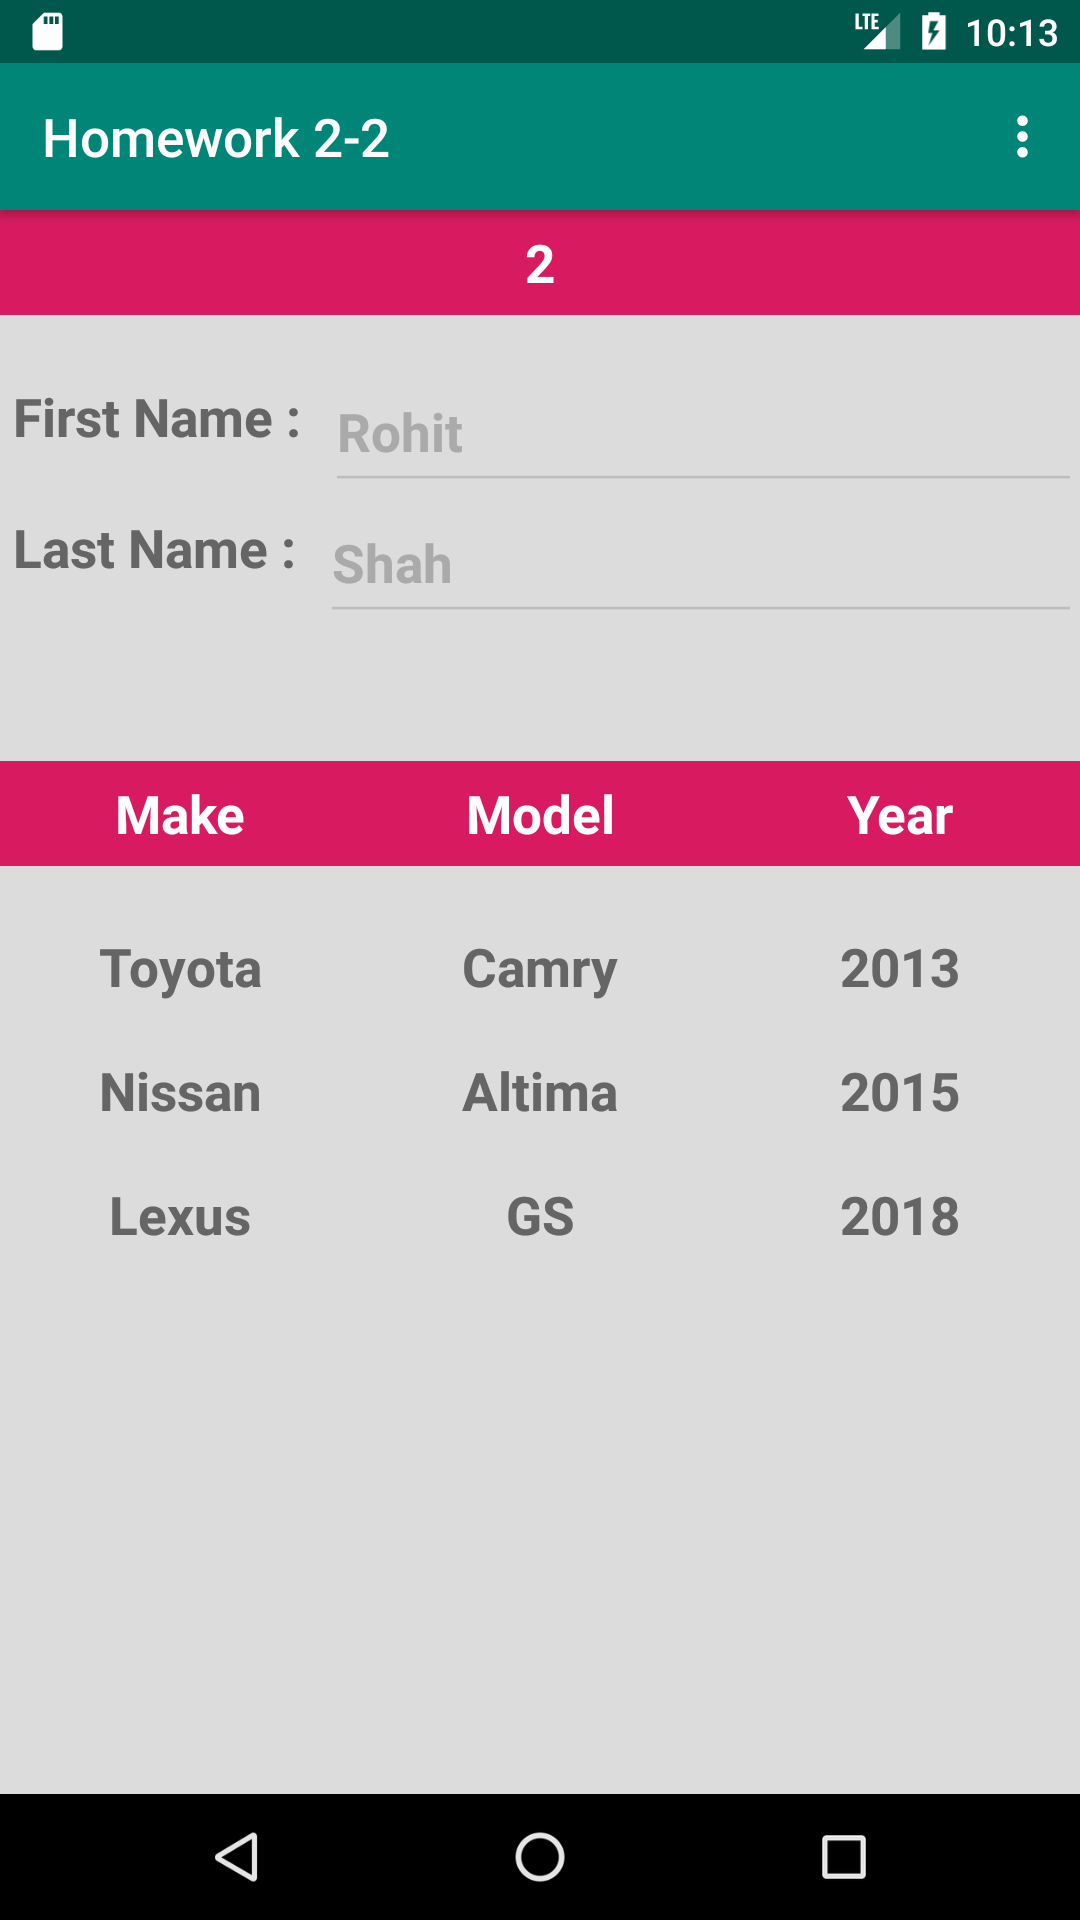 LTE 10:13
Homework 2-2
2
First Name : Rohit
Last Name : Shah
Make Model Year
Toyota Camry 2013
Nissan Altima 2015
Lexus GS 2018